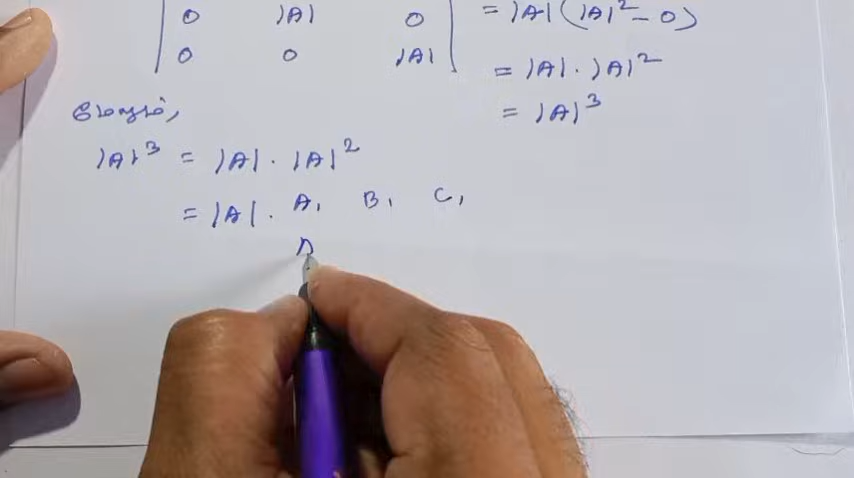 0 |A| 0 = |A| (|A|² - 0)
0 0 |A| = |A| · |A|²
மேலும், = |A|³
|A|³ = |A| · |A|²
= |A| · A₁ B₁ C₁
A